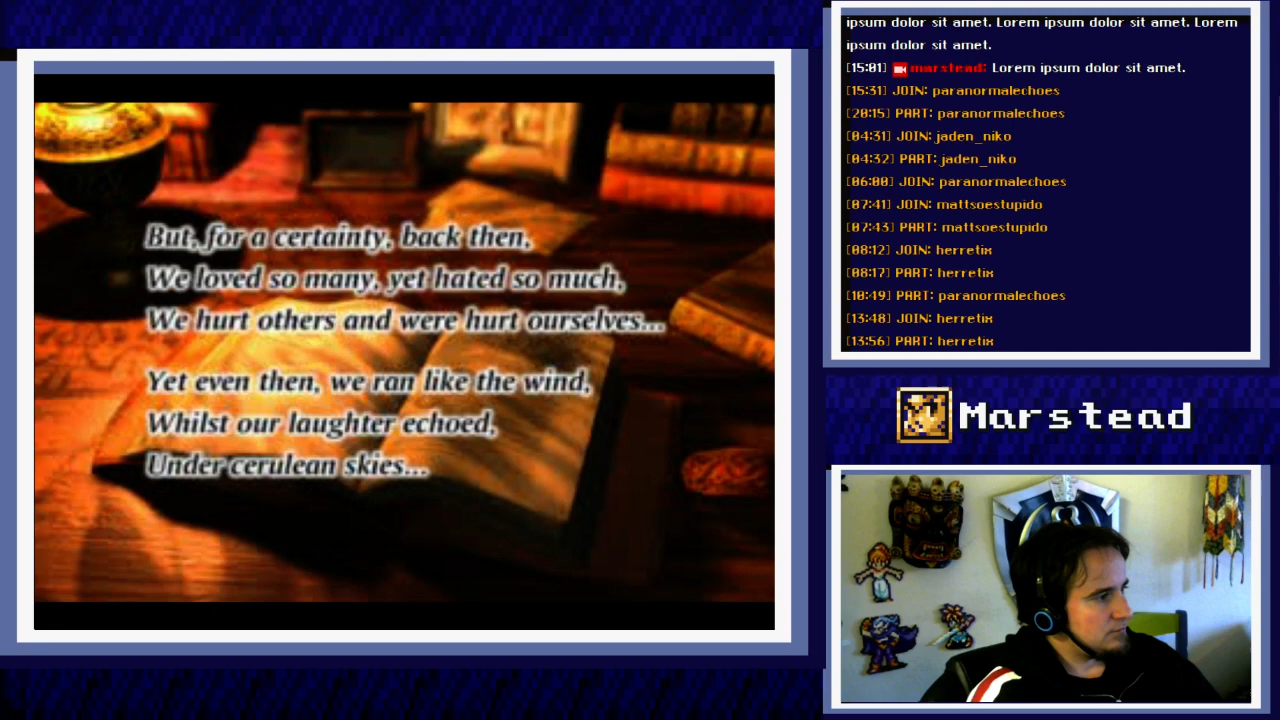 But, for a certainty, back then,
We loved so many, yet hated so much,
We hurt others and were hurt ourselves...
Yet even then, we ran like the wind,
Whilst our laughter echoed,
Under cerulean skies...
ipsum dolor sit amet. Lorem ipsum dolor sit amet. Lorem
ipsum dolor sit amet.
[15:01] marstead: Lorem ipsum dolor sit amet.
[15:31] JOIN: paranormalechoes
[20:15] PART: paranormalechoes
[04:31] JOIN: jaden_niko
[04:32] PART: jaden_niko
[06:00] JOIN: paranormalechoes
[07:41] JOIN: mattsoestupido
[07:43] PART: mattsoestupido
[08:12] JOIN: herretix
[08:17] PART: herretix
[10:49] PART: paranormalechoes
[13:48] JOIN: herretix
[13:56] PART: herretix
Marstead